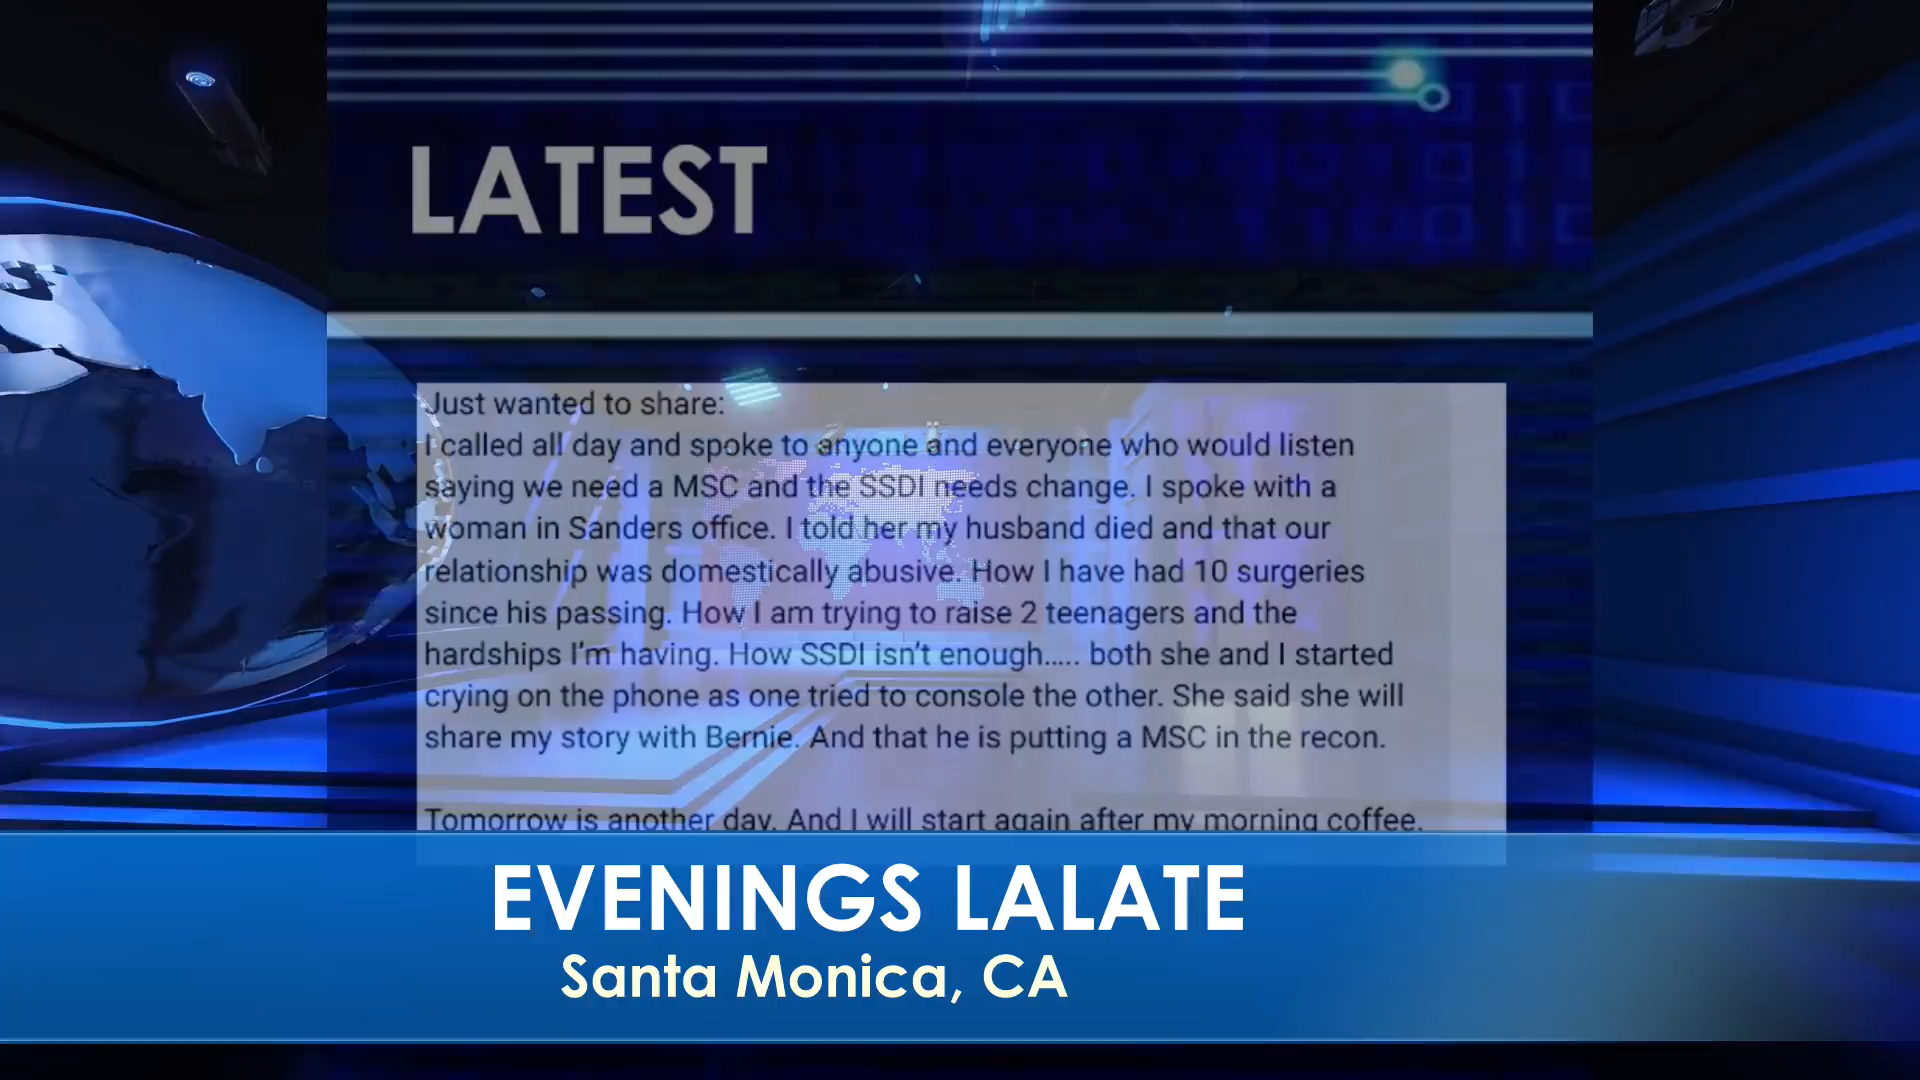 LATEST
Just wanted to share:
I called all day and spoke to anyone and everyone who would listen
saying we need a MSC and the SSDI needs change. I spoke with a
woman in Sanders office. I told her my husband died and that our
relationship was domestically abusive. How I have had 10 surgeries
since his passing. How I am trying to raise 2 teenagers and the
hardships I'm having. How SSDI isn't enough..... both she and I started
crying on the phone as one tried to console the other. She said she will
share my story with Bernie. And that he is putting a MSC in the recon.
Tomorrow is another day. And I will start again after my morning coffee.
EVENINGS LALATE
Santa Monica, CA